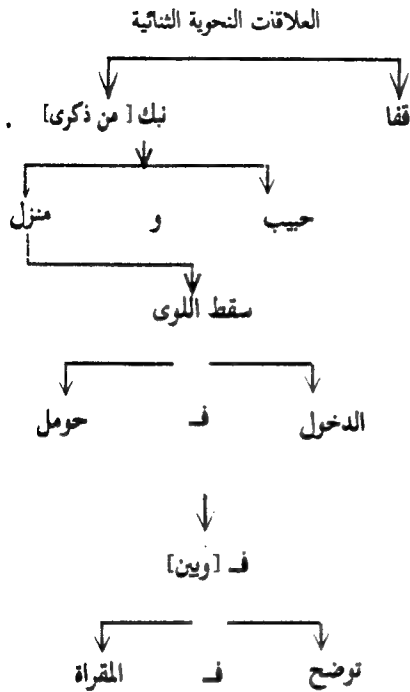 العلاقات النحوية الثنائية
قفا نبك [من ذكرى] .
حبيب و منزل
سقط اللوى
الدخول فـ حومل
فـ [وبين]
توضح فـ المقراة